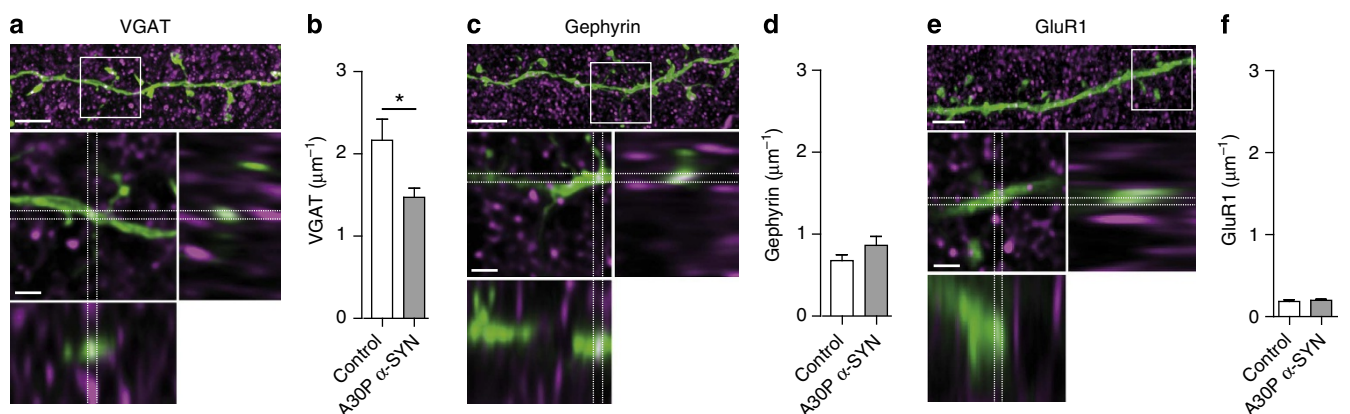 a VGAT
b
VGAT (μm⁻¹)
3
2
1
0
*
Control
A30P α-SYN
c Gephyrin
d
Gephyrin (μm⁻¹)
3
2
1
0
Control
A30P α-SYN
e GluR1
f
GluR1 (μm⁻¹)
3
2
1
0
Control
A30P α-SYN